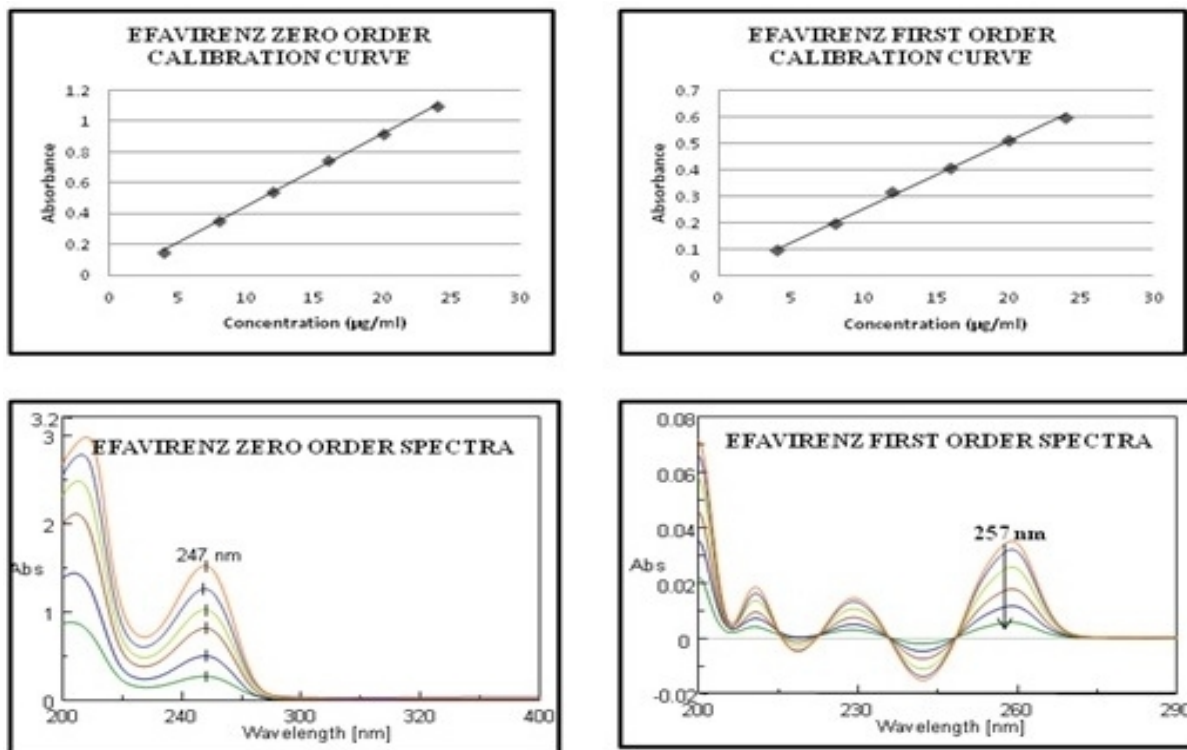 EFAVIRENZ ZERO ORDER
CALIBRATION CURVE
1.2
1
0.8
0.6
0.4
0.2
0
Absorbance
0 5 10 15 20 25 30
Concentration (µg/ml)
EFAVIRENZ FIRST ORDER
CALIBRATION CURVE
0.7
0.6
0.5
0.4
0.3
0.2
0.1
0
Absorbance
0 5 10 15 20 25 30
Concentration (µg/ml)
EFAVIRENZ ZERO ORDER SPECTRA
3.2
3
2
1
0
Abs
247 nm
200 240 300 320 400
Wavelength [nm]
EFAVIRENZ FIRST ORDER SPECTRA
0.08
0.06
0.04
0.02
0
-0.02
Abs
257 nm
200 230 260 290
Wavelength [nm]